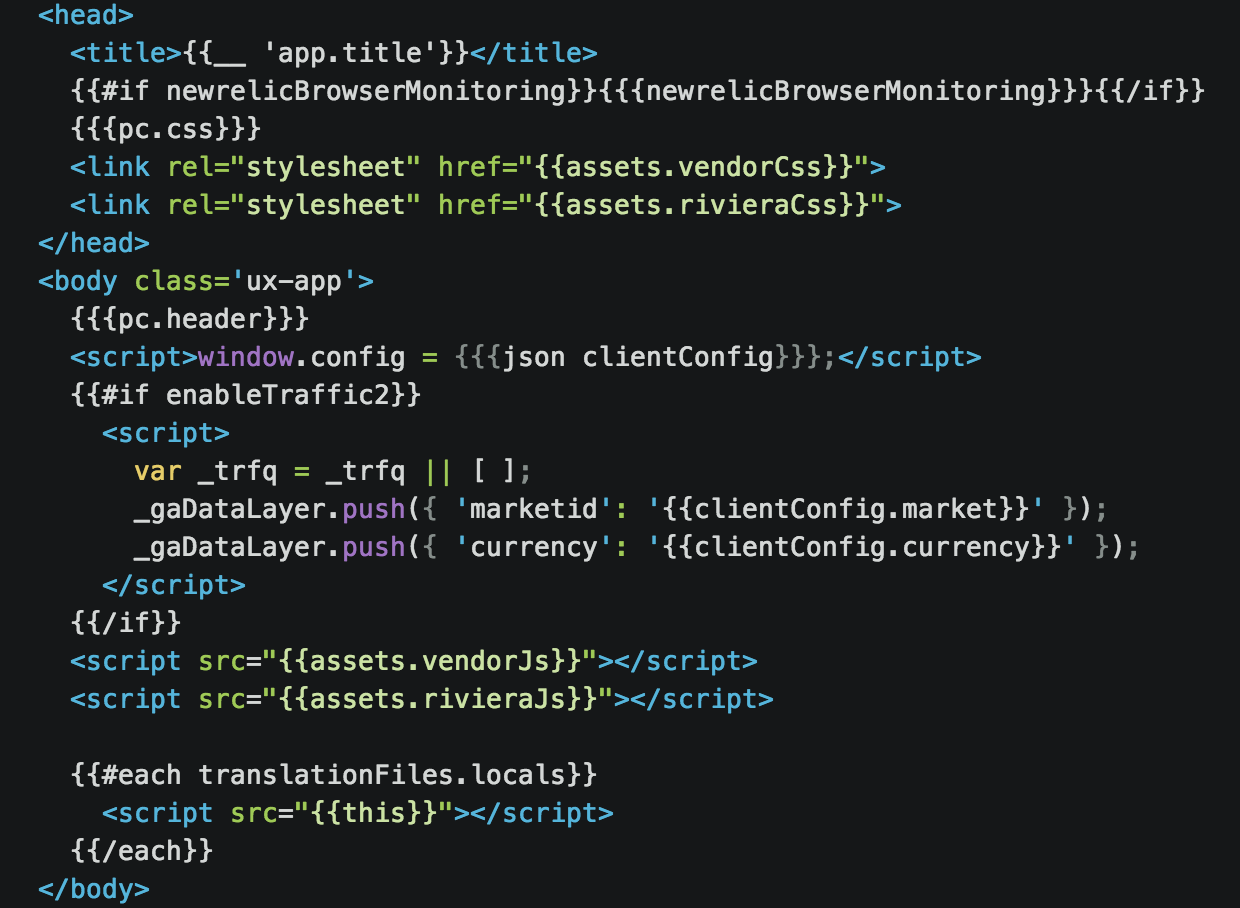 <head>
  <title>{{__ 'app.title'}}</title>
  {{#if newrelicBrowserMonitoring}}{{{newrelicBrowserMonitoring}}}{{/if}}
  {{{pc.css}}}
  <link rel="stylesheet" href="{{assets.vendorCss}}">
  <link rel="stylesheet" href="{{assets.rivieraCss}}">
</head>
<body class='ux-app'>
  {{{pc.header}}}
  <script>window.config = {{{json clientConfig}}};</script>
  {{#if enableTraffic2}}
    <script>
      var _trfq = _trfq || [ ];
      _gaDataLayer.push({ 'marketid': '{{clientConfig.market}}' });
      _gaDataLayer.push({ 'currency': '{{clientConfig.currency}}' });
    </script>
  {{/if}}
  <script src="{{assets.vendorJs}}"></script>
  <script src="{{assets.rivieraJs}}"></script>

  {{#each translationFiles.locals}}
    <script src="{{this}}"></script>
  {{/each}}
</body>